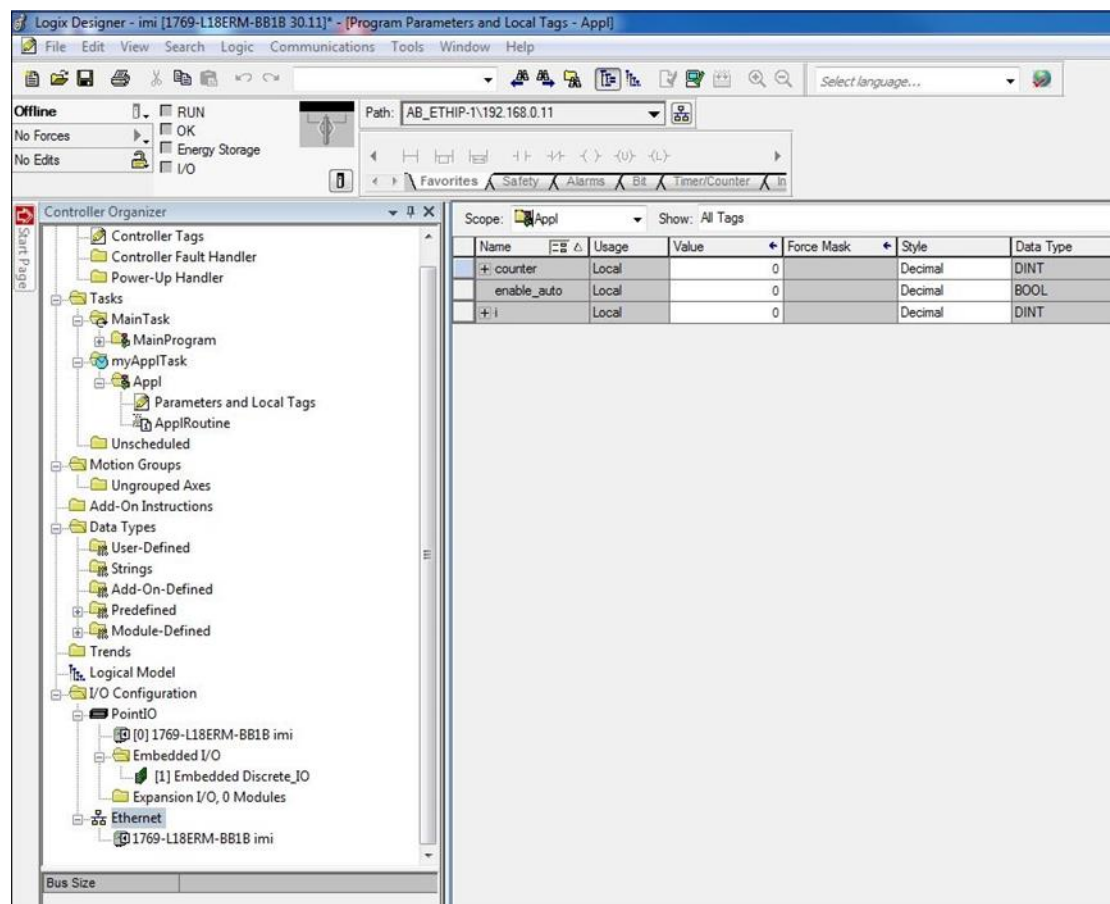 Logix Designer - imi [1769-L18ERM-BB1B 30.11]* - [Program Parameters and Local Tags - Appl]
File Edit View Search Logic Communications Tools Window Help
Select language...
Offline
RUN
Path: AB_ETHIP-1\192.168.0.11
No Forces
OK
No Edits
Energy Storage
I/O
Favorites Safety Alarms Bit Timer/Counter In
Start Page
Controller Organizer
Controller Tags
Controller Fault Handler
Power-Up Handler
Tasks
MainTask
MainProgram
myApplTask
Appl
Parameters and Local Tags
ApplRoutine
Unscheduled
Motion Groups
Ungrouped Axes
Add-On Instructions
Data Types
User-Defined
Strings
Add-On-Defined
Predefined
Module-Defined
Trends
Logical Model
I/O Configuration
PointIO
[0] 1769-L18ERM-BB1B imi
Embedded I/O
[1] Embedded Discrete_IO
Expansion I/O, 0 Modules
Ethernet
1769-L18ERM-BB1B imi
Bus Size
Scope: Appl Show: All Tags
Name Usage Value Force Mask Style Data Type
counter Local 0 Decimal DINT
enable_auto Local 0 Decimal BOOL
i Local 0 Decimal DINT